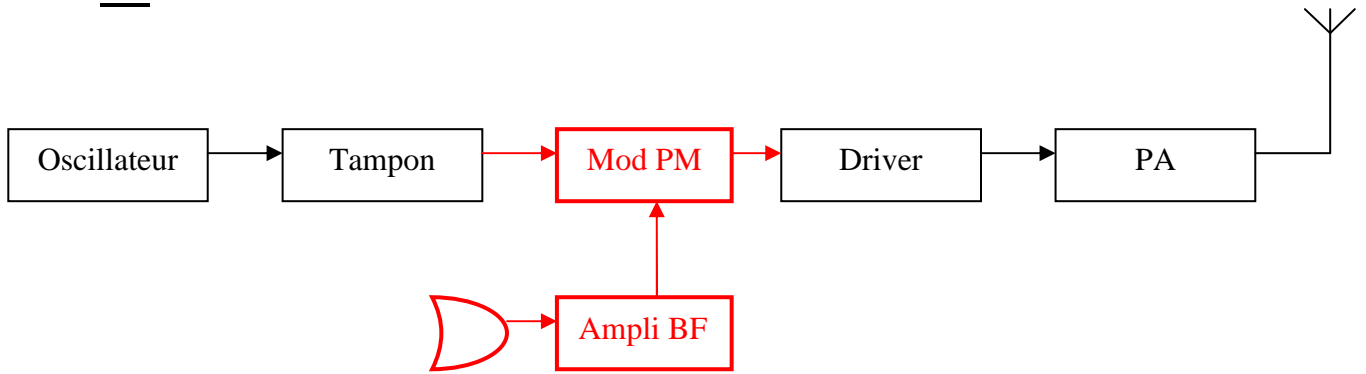 Oscillateur
Tampon
Mod PM
Driver
PA
Ampli BF